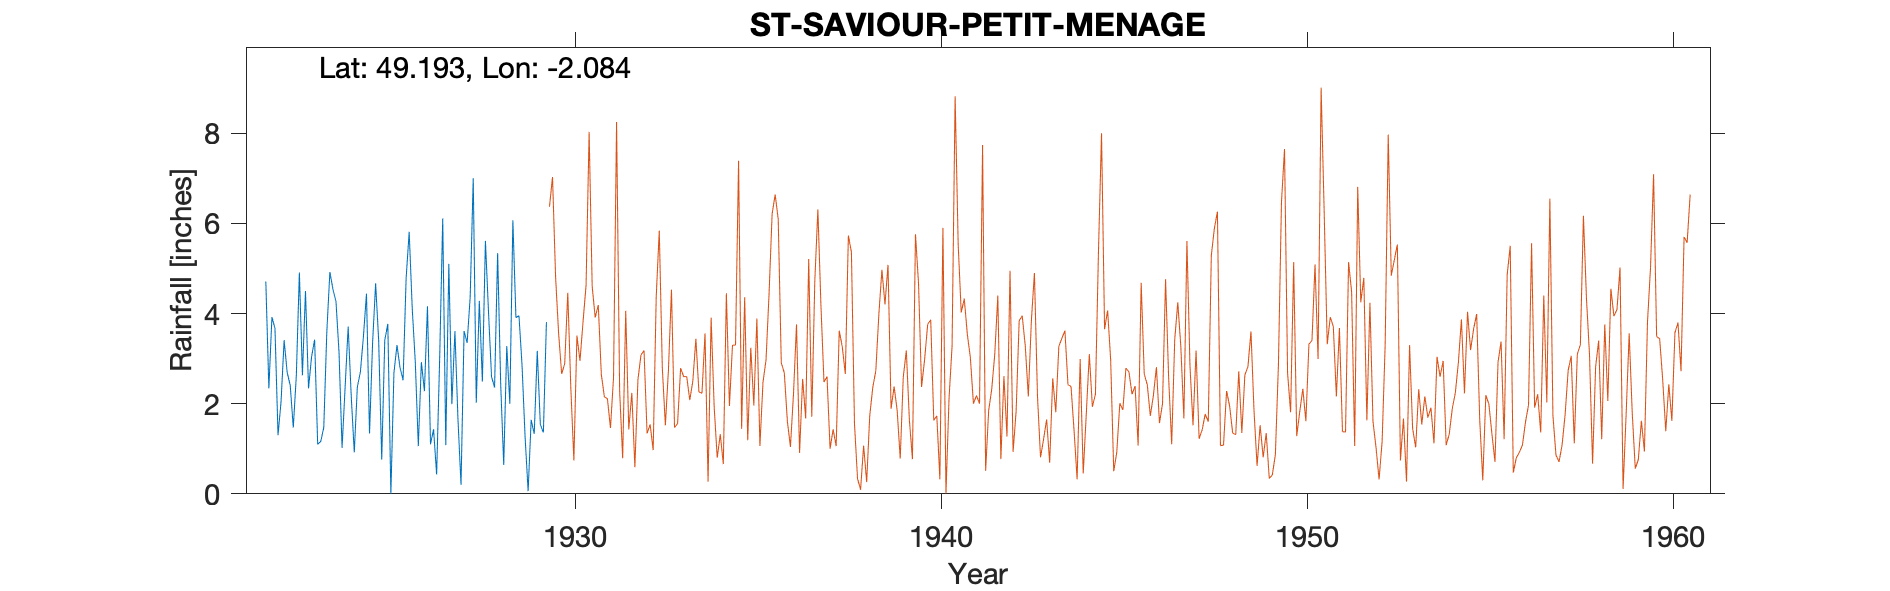 ST-SAVIOUR-PETIT-MENAGE
Lat: 49.193, Lon: -2.084
Rainfall [inches]
8
6
4
2
0
1930 1940 1950 1960
Year